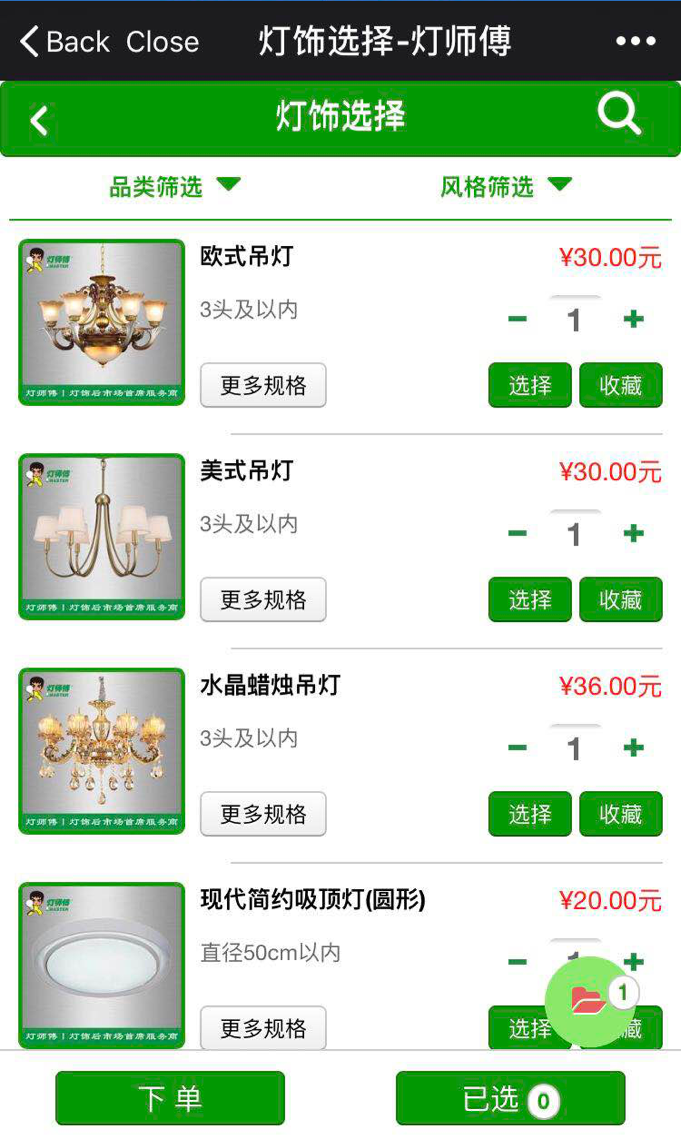 Back Close 灯饰选择-灯师傅
灯饰选择
品类筛选 风格筛选
灯师傅
MASTER
灯师傅丨灯饰后市场首席服务商
欧式吊灯 ¥30.00元
3头及以内 1
更多规格 选择 收藏
灯师傅
MASTER
灯师傅丨灯饰后市场首席服务商
美式吊灯 ¥30.00元
3头及以内 1
更多规格 选择 收藏
灯师傅
MASTER
灯师傅丨灯饰后市场首席服务商
水晶蜡烛吊灯 ¥36.00元
3头及以内 1
更多规格 选择 收藏
灯师傅
MASTER
灯师傅丨灯饰后市场首席服务商
现代简约吸顶灯(圆形) ¥20.00元
直径50cm以内
1
更多规格 选择 藏
下单 已选 0